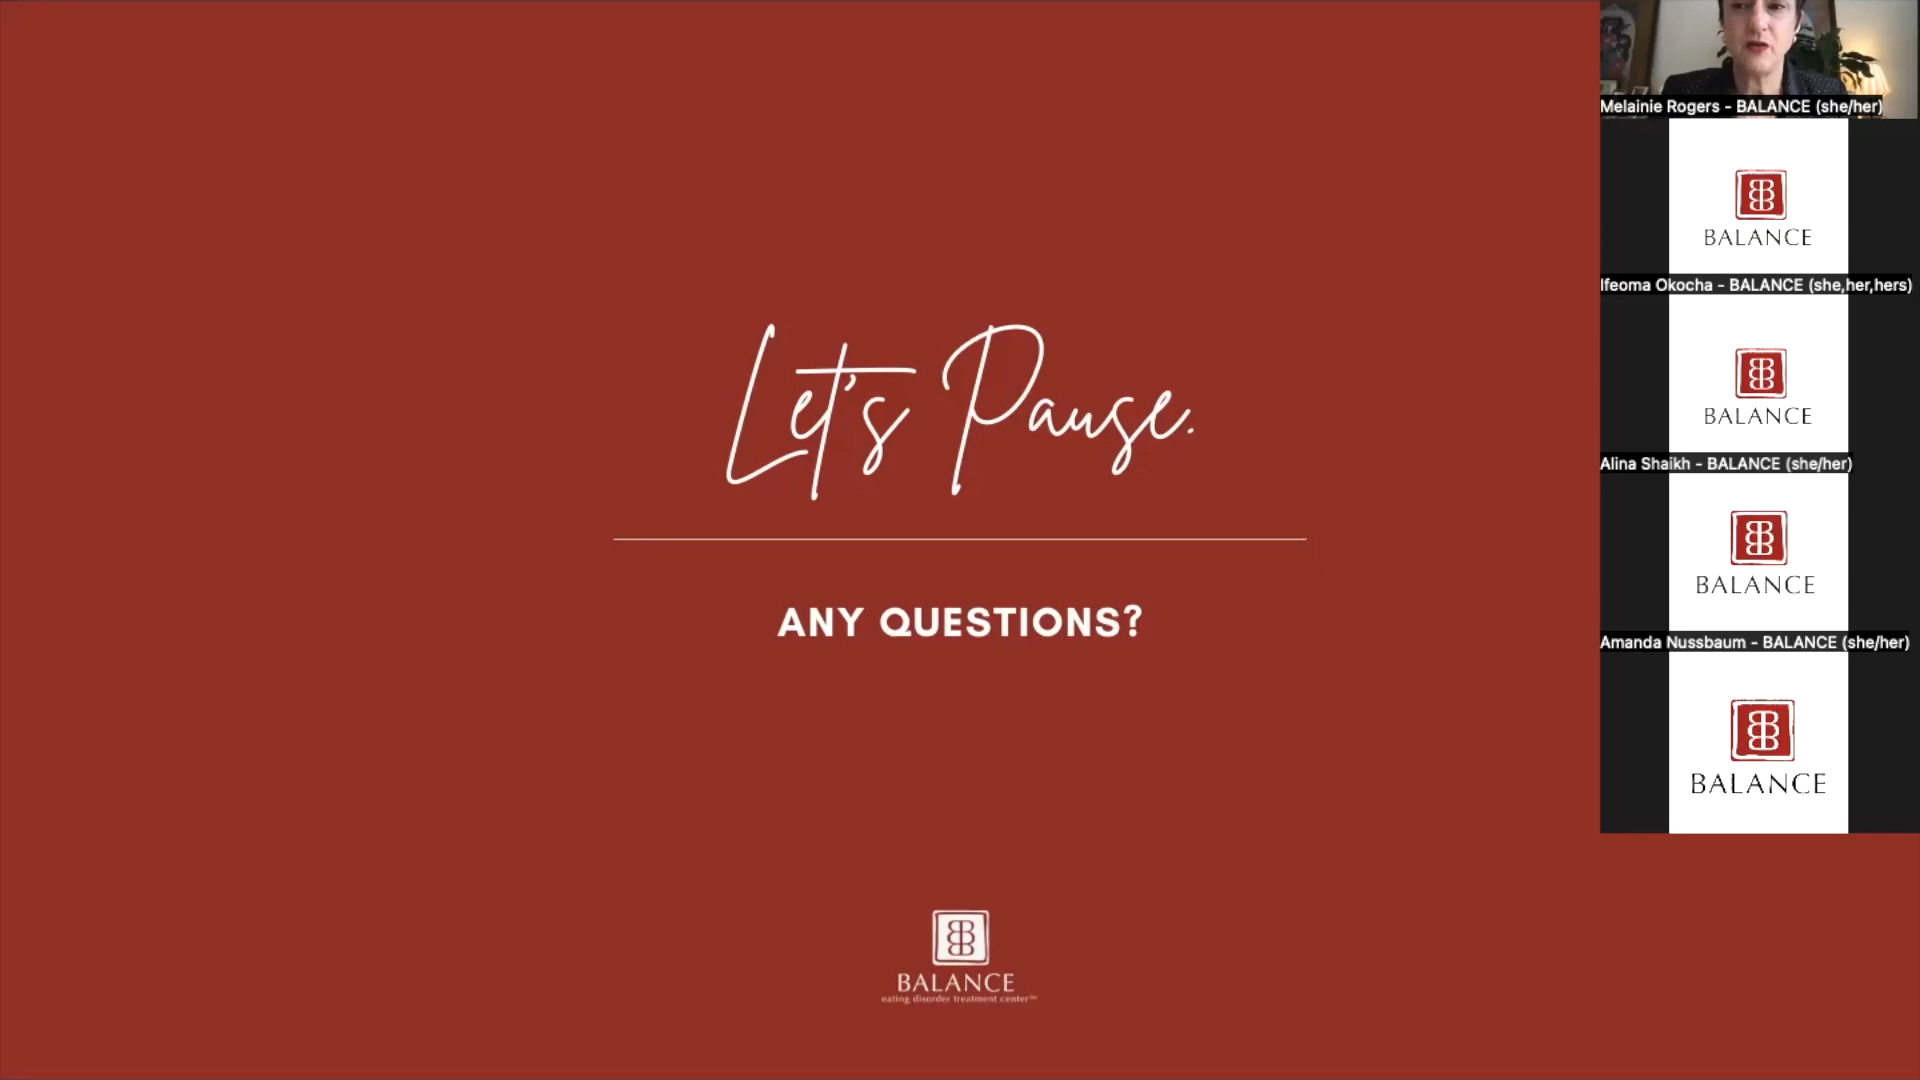 Let's Pause.
ANY QUESTIONS?
BALANCE
eating disorder treatment center™
Melainie Rogers - BALANCE (she/her)
BALANCE
Ifeoma Okocha - BALANCE (she,her,hers)
BALANCE
Alina Shaikh - BALANCE (she/her)
BALANCE
Amanda Nussbaum - BALANCE (she/her)
BALANCE